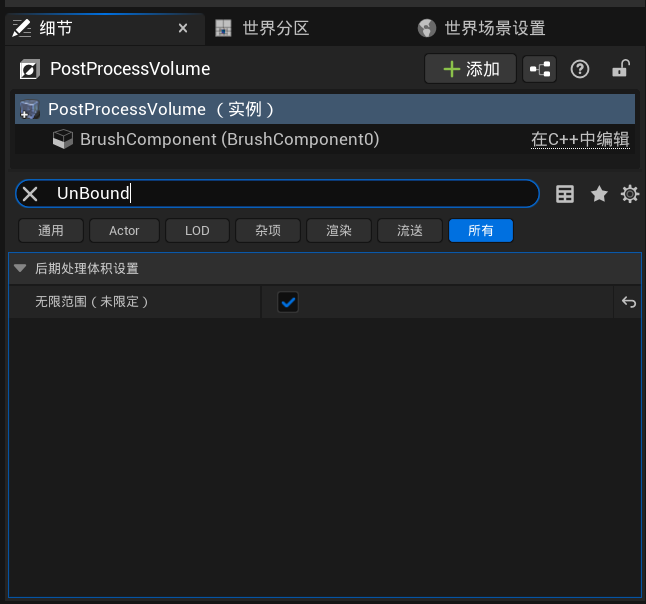 细节 世界分区 世界场景设置
PostProcessVolume 添加
PostProcessVolume （实例）
BrushComponent (BrushComponent0) 在C++中编辑
UnBound
通用 Actor LOD 杂项 渲染 流送 所有
后期处理体积设置
无限范围（未限定）